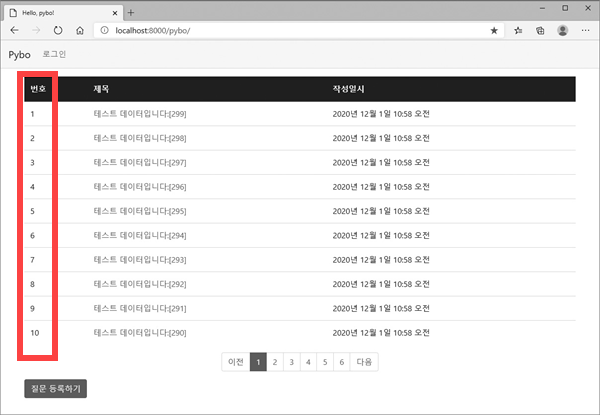 Hello, pybo!
localhost:8000/pybo/
Pybo 로그인
번호 제목 작성일시
1 테스트 데이터입니다:[299] 2020년 12월 1일 10:58 오전
2 테스트 데이터입니다:[298] 2020년 12월 1일 10:58 오전
3 테스트 데이터입니다:[297] 2020년 12월 1일 10:58 오전
4 테스트 데이터입니다:[296] 2020년 12월 1일 10:58 오전
5 테스트 데이터입니다:[295] 2020년 12월 1일 10:58 오전
6 테스트 데이터입니다:[294] 2020년 12월 1일 10:58 오전
7 테스트 데이터입니다:[293] 2020년 12월 1일 10:58 오전
8 테스트 데이터입니다:[292] 2020년 12월 1일 10:58 오전
9 테스트 데이터입니다:[291] 2020년 12월 1일 10:58 오전
10 테스트 데이터입니다:[290] 2020년 12월 1일 10:58 오전
이전 1 2 3 4 5 6 다음
질문 등록하기